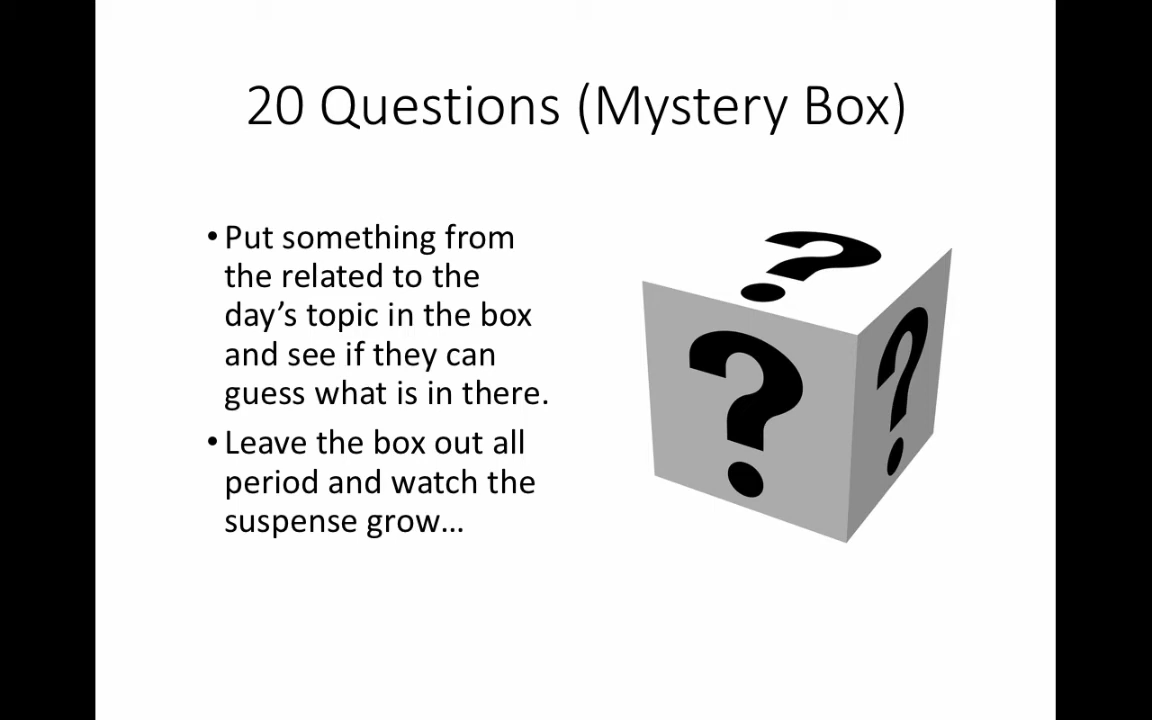 20 Questions (Mystery Box)
• Put something from
the related to the
day's topic in the box
and see if they can
guess what is in there.
• Leave the box out all
period and watch the
suspense grow…
?
?
?